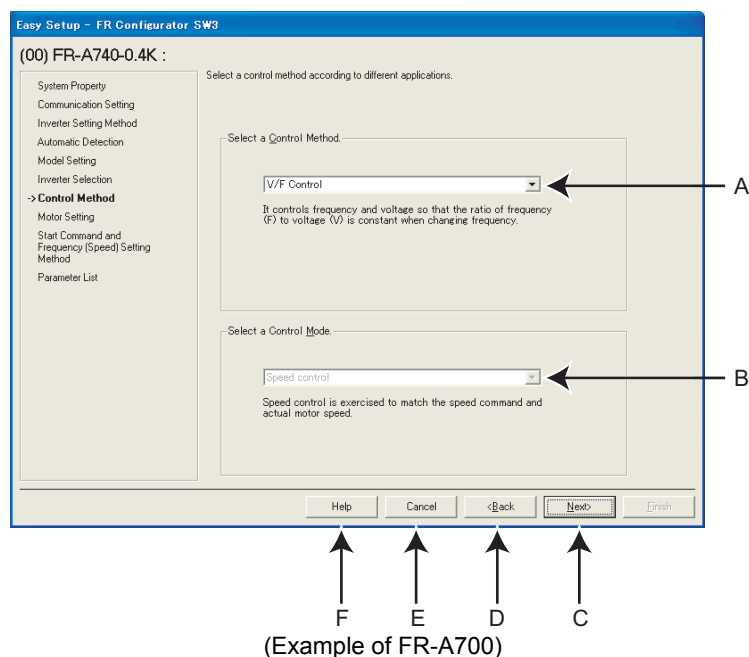 Easy Setup - FR Configurator SW3
(00) FR-A740-0.4K :
System Property
Communication Setting
Inverter Setting Method
Automatic Detection
Model Setting
Inverter Selection
-> Control Method
Motor Setting
Start Command and
Frequency (Speed) Setting
Method
Parameter List
Select a control method according to different applications.
Select a Control Method.
V/F Control
It controls frequency and voltage so that the ratio of frequency
(F) to voltage (V) is constant when changing frequency.
A
Select a Control Mode.
Speed control
Speed control is exercised to match the speed command and
actual motor speed.
B
Help Cancel <Back Next> Finish
F E D C
(Example of FR-A700)